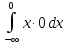 ∫_{-∞}^{0} x·0 dx